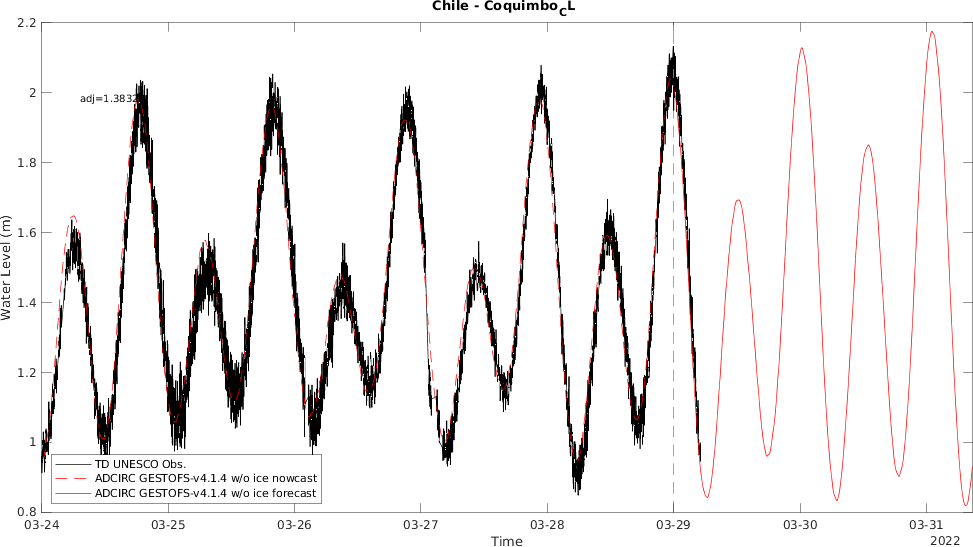 Chile - Coquimbo_CL
2.2
2
1.8
1.6
1.4
1.2
1
0.8
Water Level (m)
adj=1.3832
TD UNESCO Obs.
ADCIRC GESTOFS-v4.1.4 w/o ice nowcast
ADCIRC GESTOFS-v4.1.4 w/o ice forecast
03-24 03-25 03-26 03-27 03-28 03-29 03-30 03-31
Time
2022